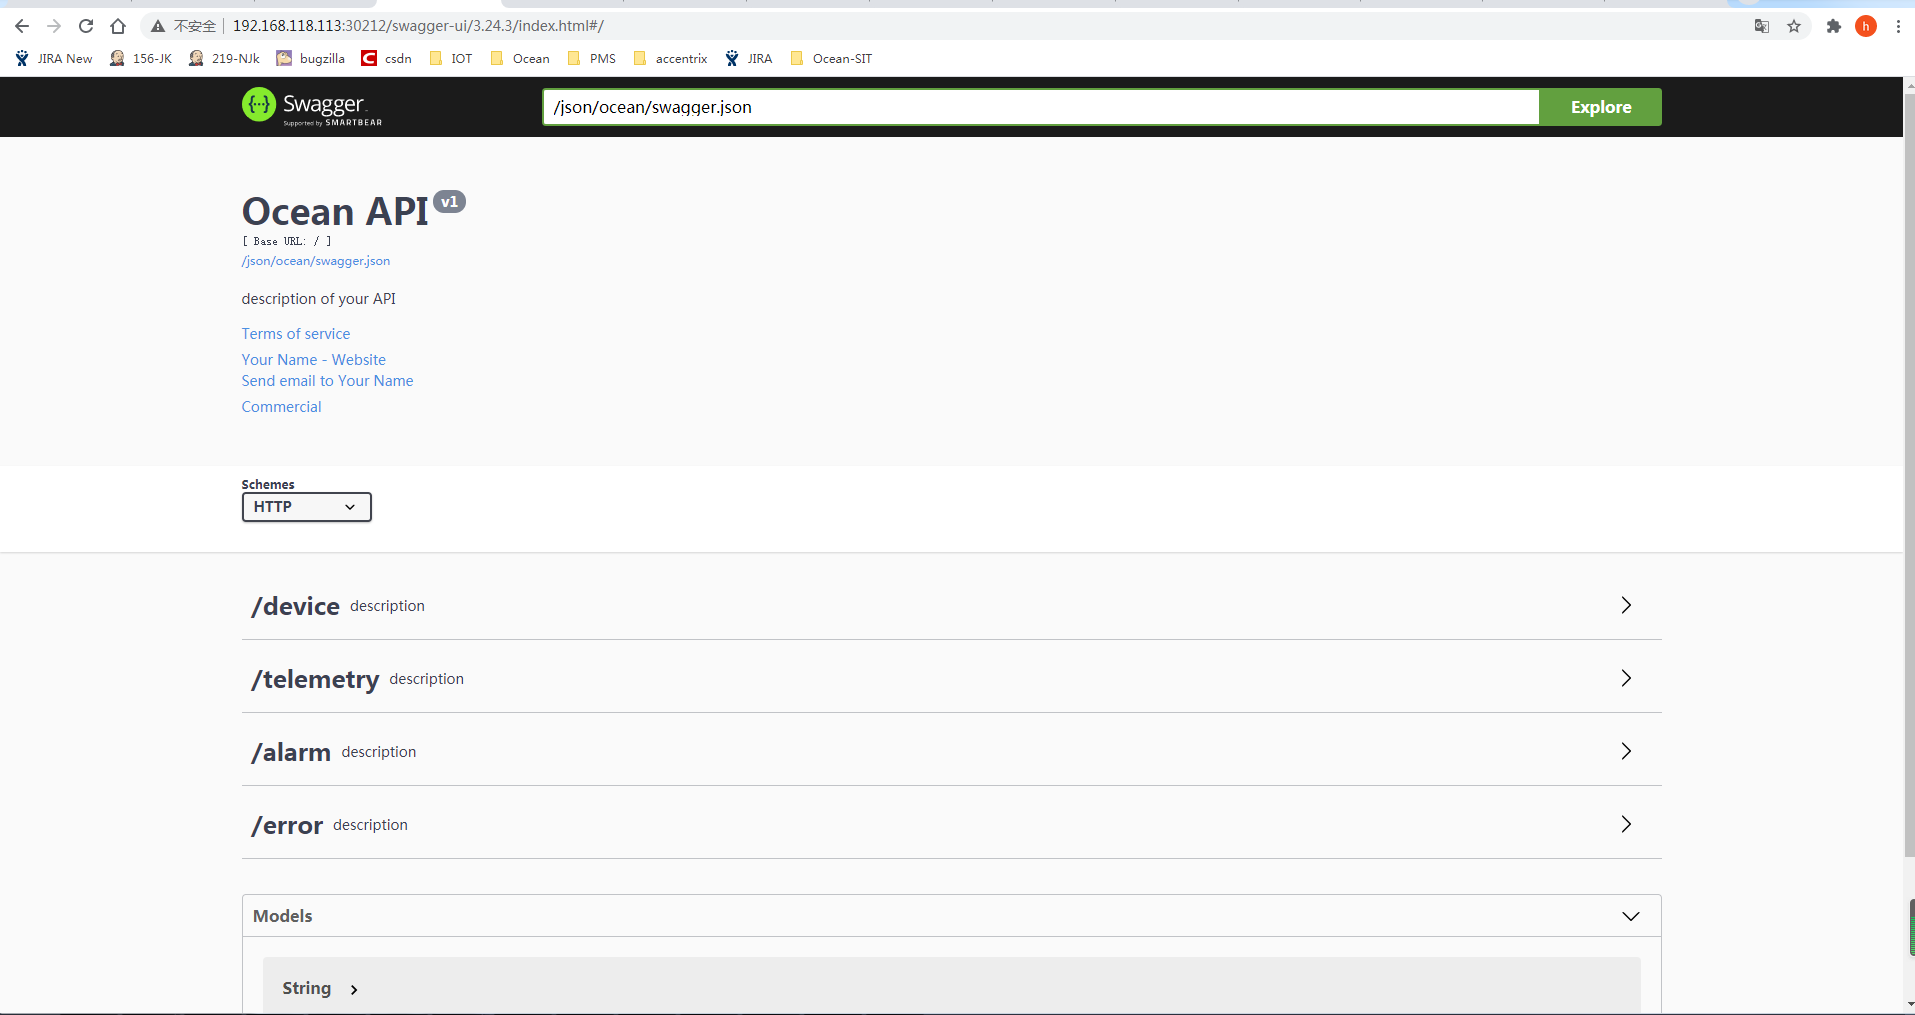 不安全 192.168.118.113:30212/swagger-ui/3.24.3/index.html#/
h
JIRA New 156-JK 219-NJk bugzilla csdn IOT Ocean PMS accentrix JIRA Ocean-SIT
Swagger
Supported by SMARTBEAR
/json/ocean/swagger.json
Explore
Ocean API v1
[ Base URL: / ]
/json/ocean/swagger.json
description of your API
Terms of service
Your Name - Website
Send email to Your Name
Commercial
Schemes
HTTP
/device description
/telemetry description
/alarm description
/error description
Models
String